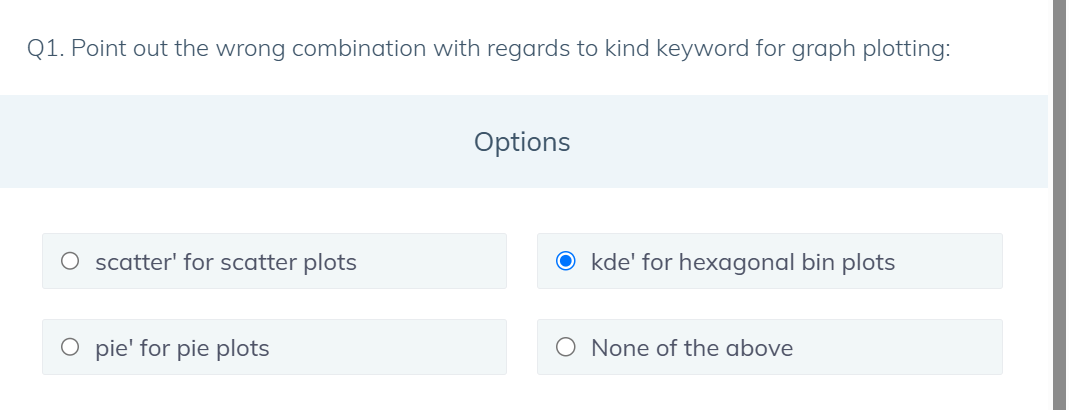 Q1. Point out the wrong combination with regards to kind keyword for graph plotting:
Options
scatter' for scatter plots
kde' for hexagonal bin plots
pie' for pie plots
None of the above